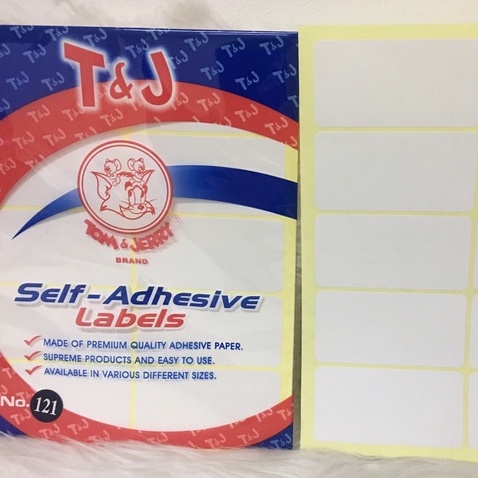 T&J
TOM & JERRY ®
BRAND
Self-Adhesive
Labels
MADE OF PREMIUM QUALITY ADHESIVE PAPER.
SUPREME PRODUCTS AND EASY TO USE.
AVAILABLE IN VARIOUS DIFFERENT SIZES.
No. 121